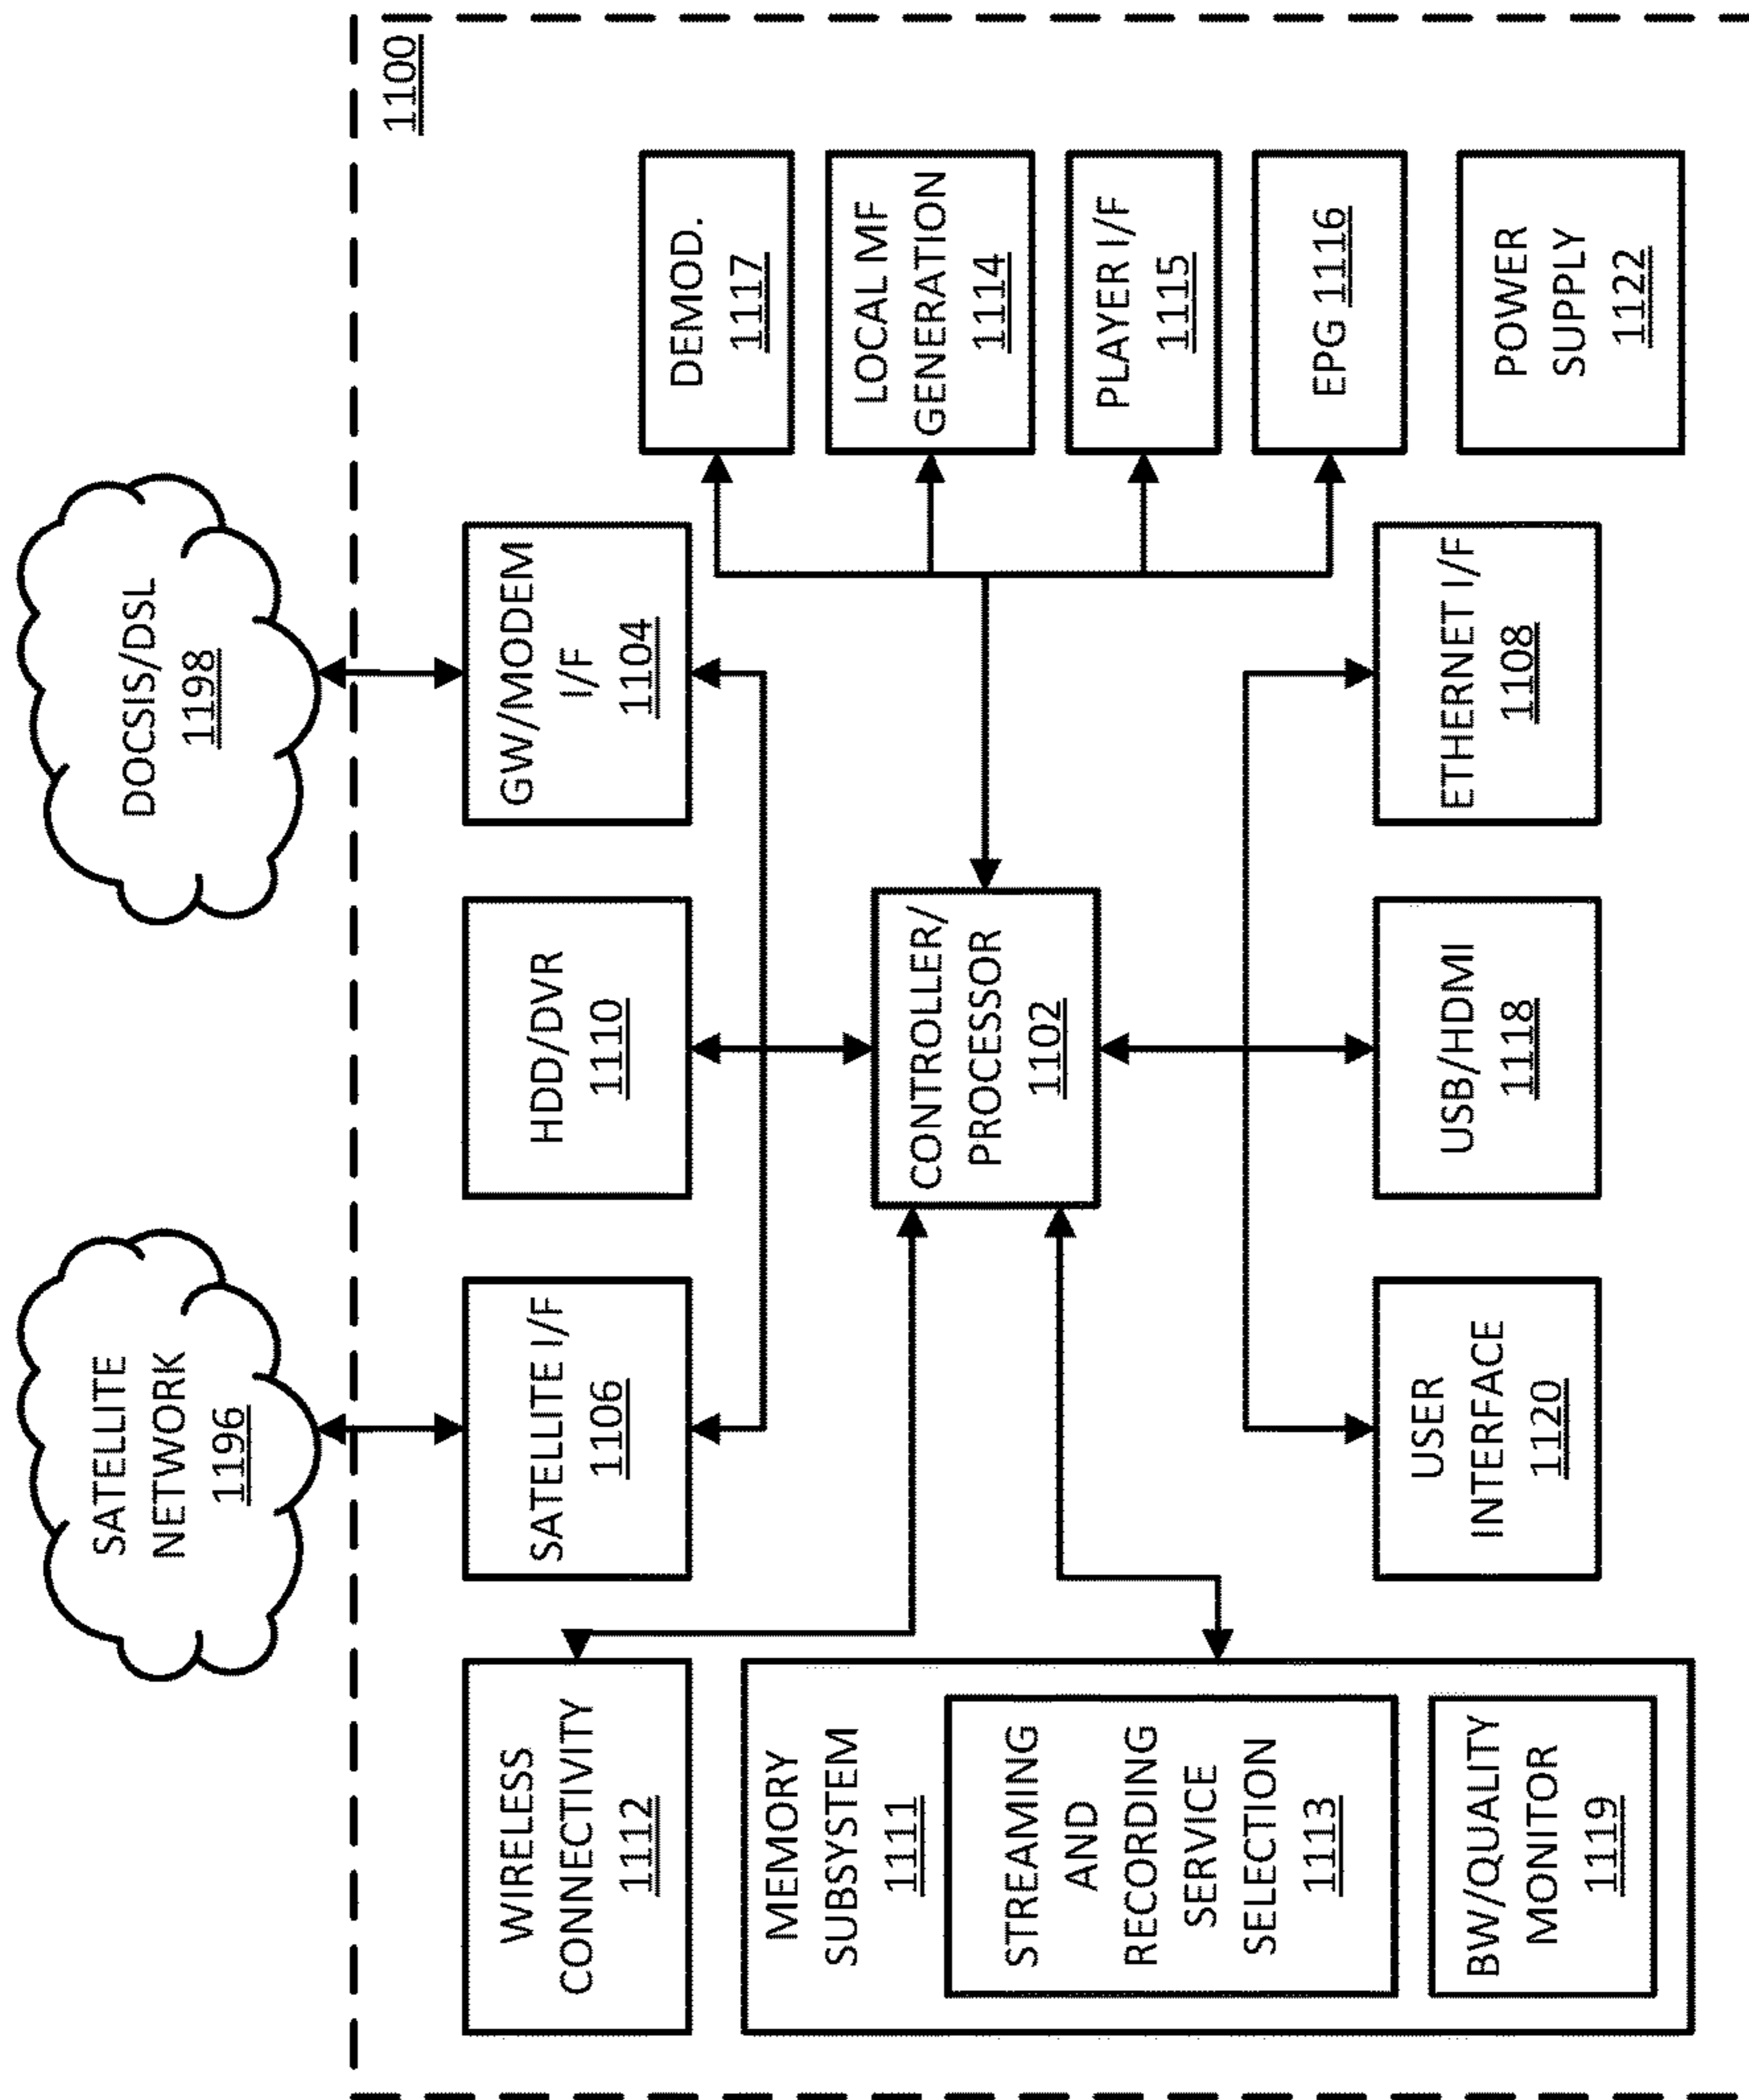 SATELLITE
NETWORK
1196
DOCSIS/DSL
1198
1100
WIRELESS
CONNECTIVITY
1112
SATELLITE I/F
1106
HDD/DVR
1110
GW/MODEM
I/F
1104
DEMOD.
1117
LOCAL MF
GENERATION
1114
PLAYER I/F
1115
EPG 1116
POWER
SUPPLY
1122
CONTROLLER/
PROCESSOR
1102
MEMORY
SUBSYSTEM
1111
STREAMING
AND
RECORDING
SERVICE
SELECTION
1113
BW/QUALITY
MONITOR
1119
USER
INTERFACE
1120
USB/HDMI
1118
ETHERNET I/F
1108